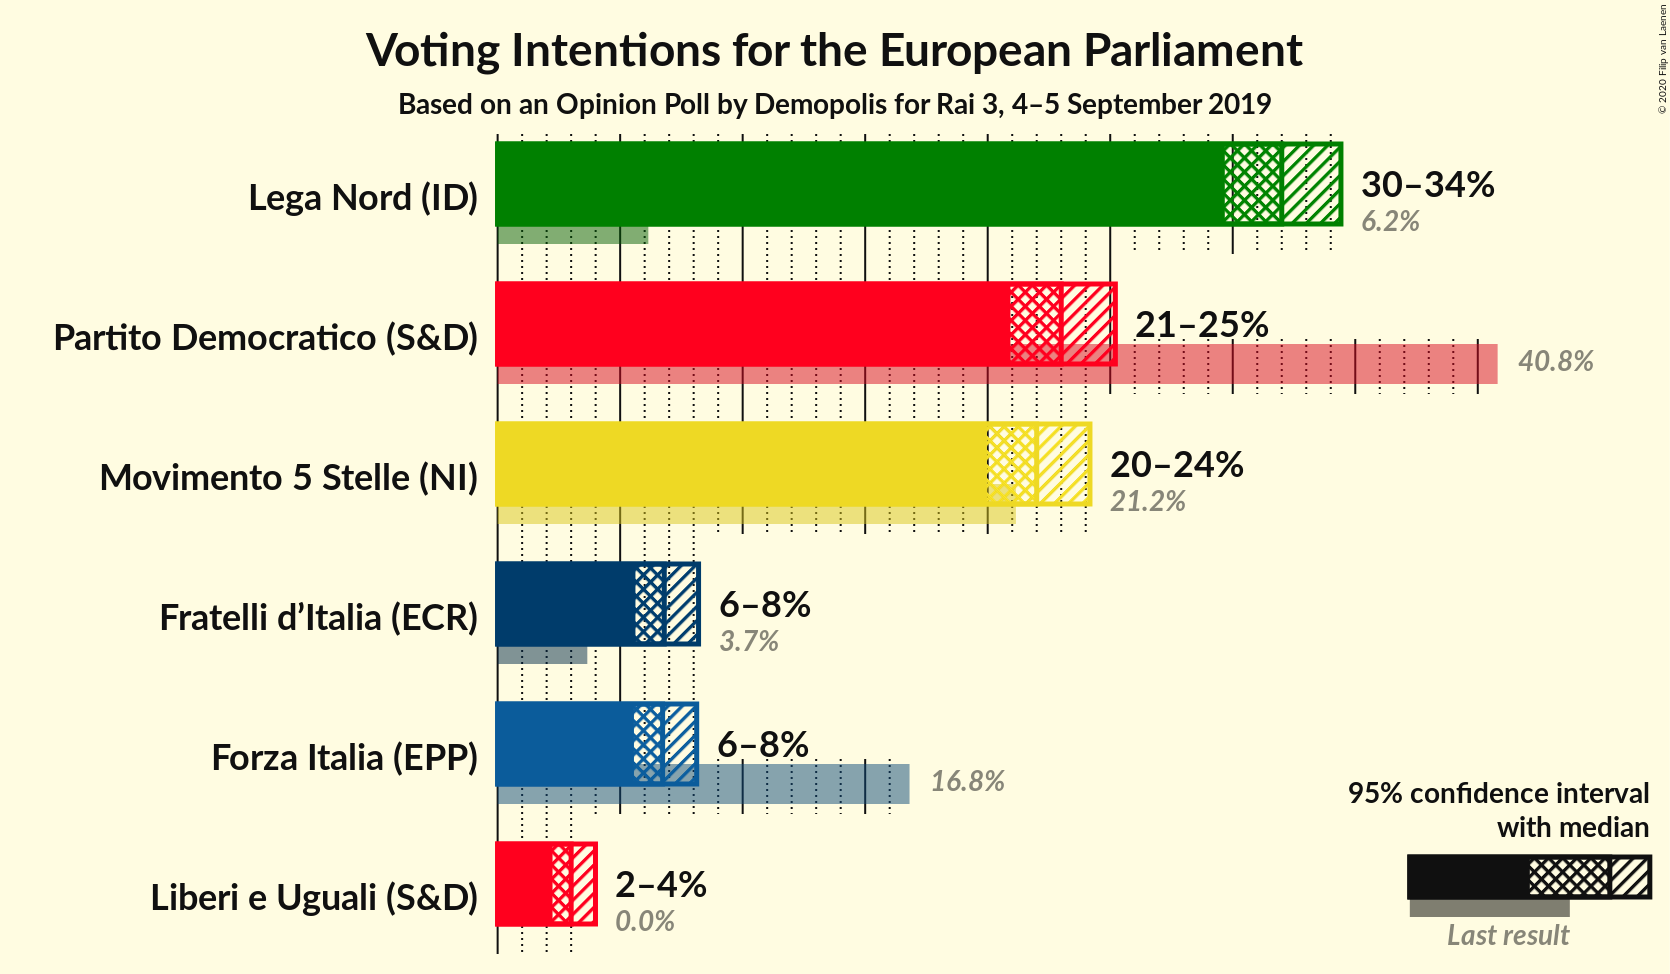 Voting Intentions for the European Parliament
Based on an Opinion Poll by Demopolis for Rai 3, 4–5 September 2019
© 2020 Filip van Laenen
Lega Nord (ID)
30–34%
6.2%
Partito Democratico (S&D)
21–25%
40.8%
Movimento 5 Stelle (NI)
20–24%
21.2%
Fratelli d’Italia (ECR)
6–8%
3.7%
Forza Italia (EPP)
6–8%
16.8%
Liberi e Uguali (S&D)
2–4%
0.0%
95% confidence interval
with median
Last result